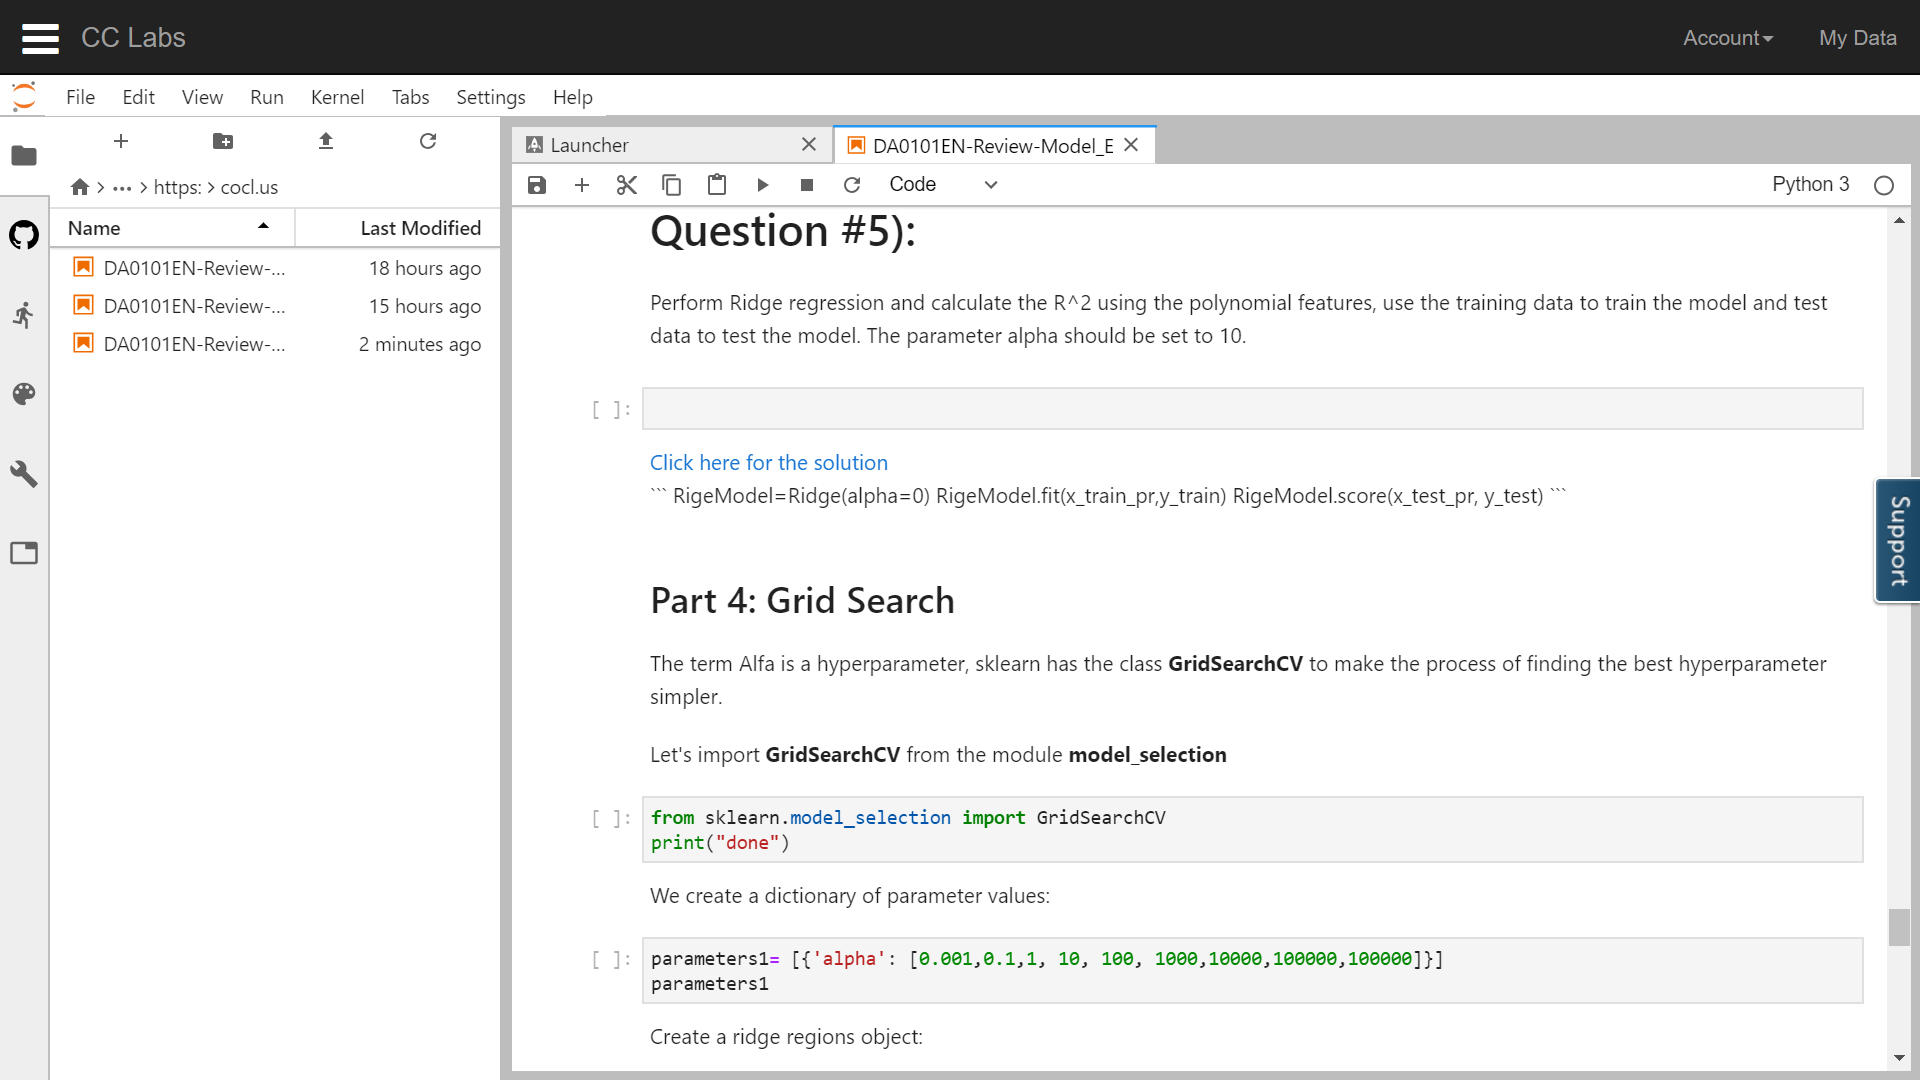 CC Labs
Account
My Data
File Edit View Run Kernel Tabs Settings Help
https: cocl.us
Name Last Modified
DA0101EN-Review-... 18 hours ago
DA0101EN-Review-... 15 hours ago
DA0101EN-Review-... 2 minutes ago
Launcher
DA0101EN-Review-Model_E
Code
Python 3
Question #5):
Perform Ridge regression and calculate the R^2 using the polynomial features, use the training data to train the model and test
data to test the model. The parameter alpha should be set to 10.
[ ]:
Click here for the solution
``` RigeModel=Ridge(alpha=0) RigeModel.fit(x_train_pr,y_train) RigeModel.score(x_test_pr, y_test) ```
Part 4: Grid Search
The term Alfa is a hyperparameter, sklearn has the class GridSearchCV to make the process of finding the best hyperparameter
simpler.
Let's import GridSearchCV from the module model_selection
[ ]: from sklearn.model_selection import GridSearchCV
print("done")
We create a dictionary of parameter values:
[ ]: parameters1= [{'alpha': [0.001,0.1,1, 10, 100, 1000,10000,100000,100000]}]
parameters1
Create a ridge regions object:
Support